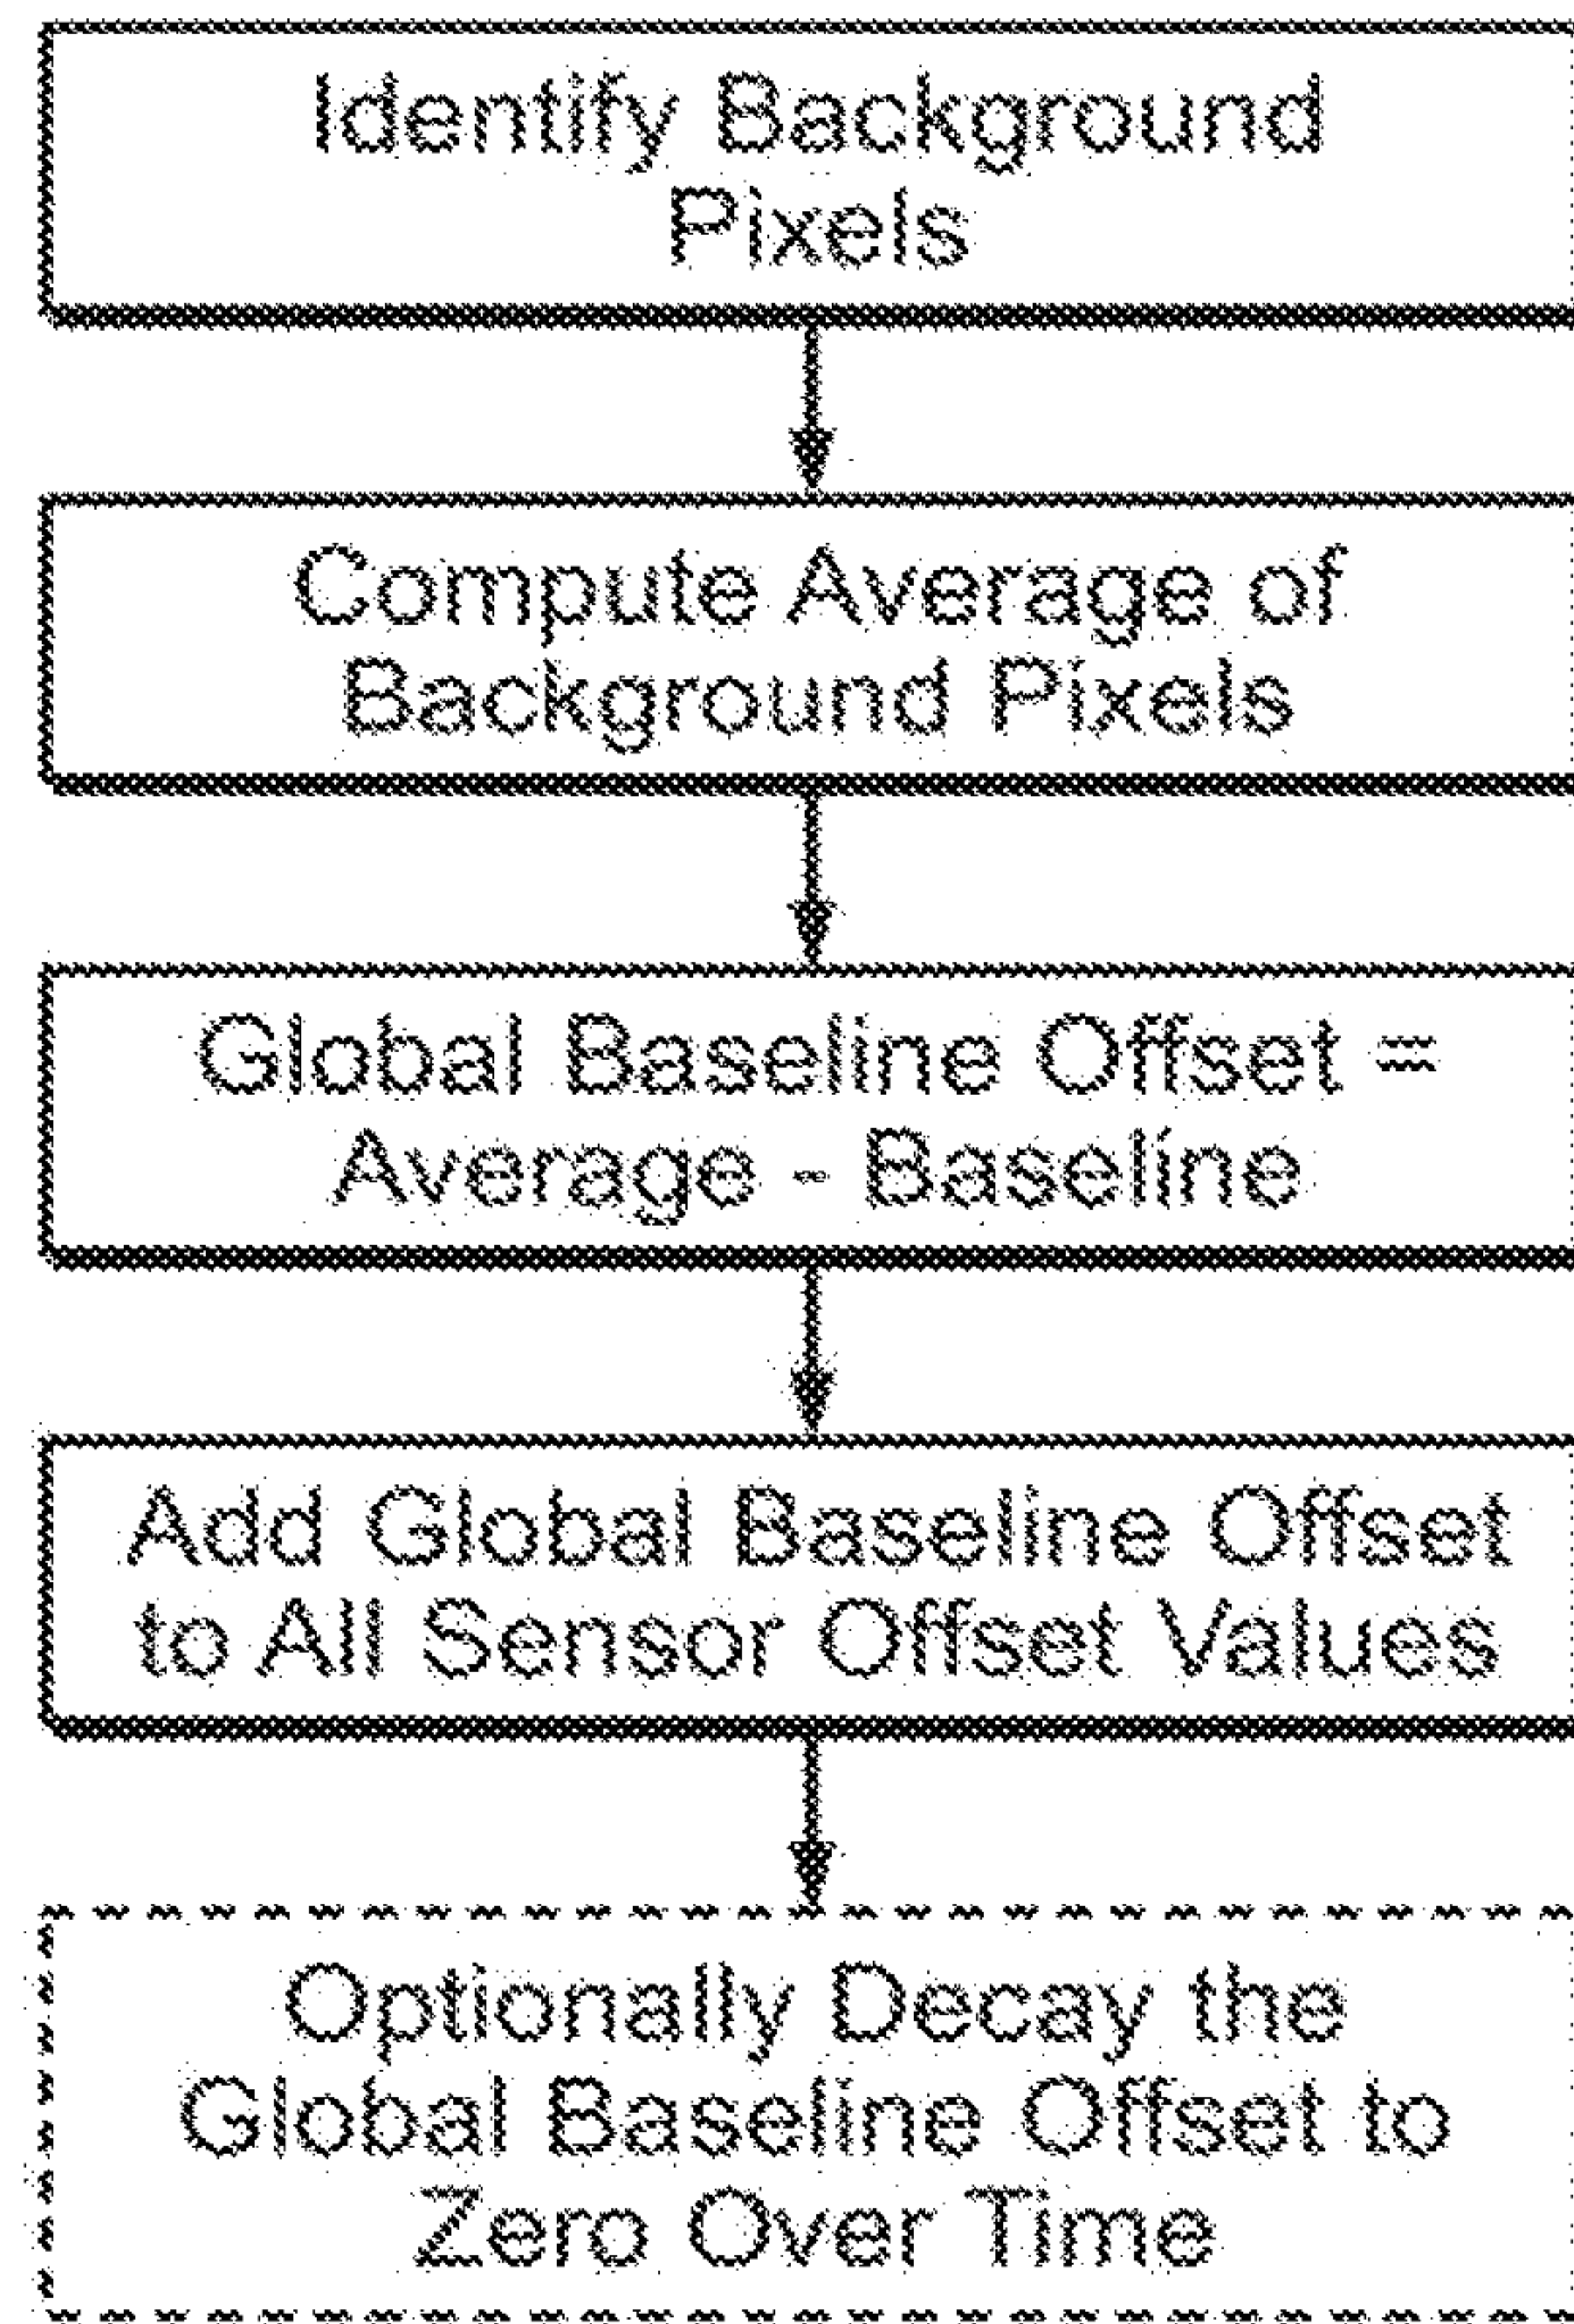 Identify Background
Pixels
Compute Average of
Background Pixels
Global Baseline Offset =
Average - Baseline
Add Global Baseline Offset
to All Sensor Offset Values
Optionally Decay the
Global Baseline Offset to
Zero Over Time